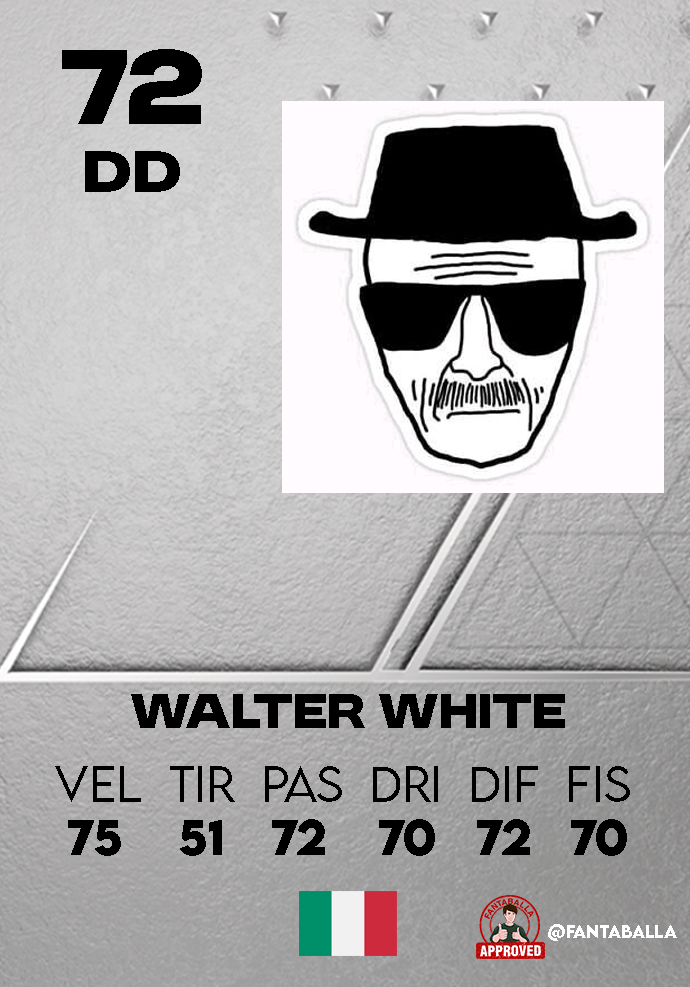 72
DD
WALTER WHITE
VEL TIR PAS DRI DIF FIS
75 51 72 70 72 70
FANTABALLA
APPROVED
@FANTABALLA